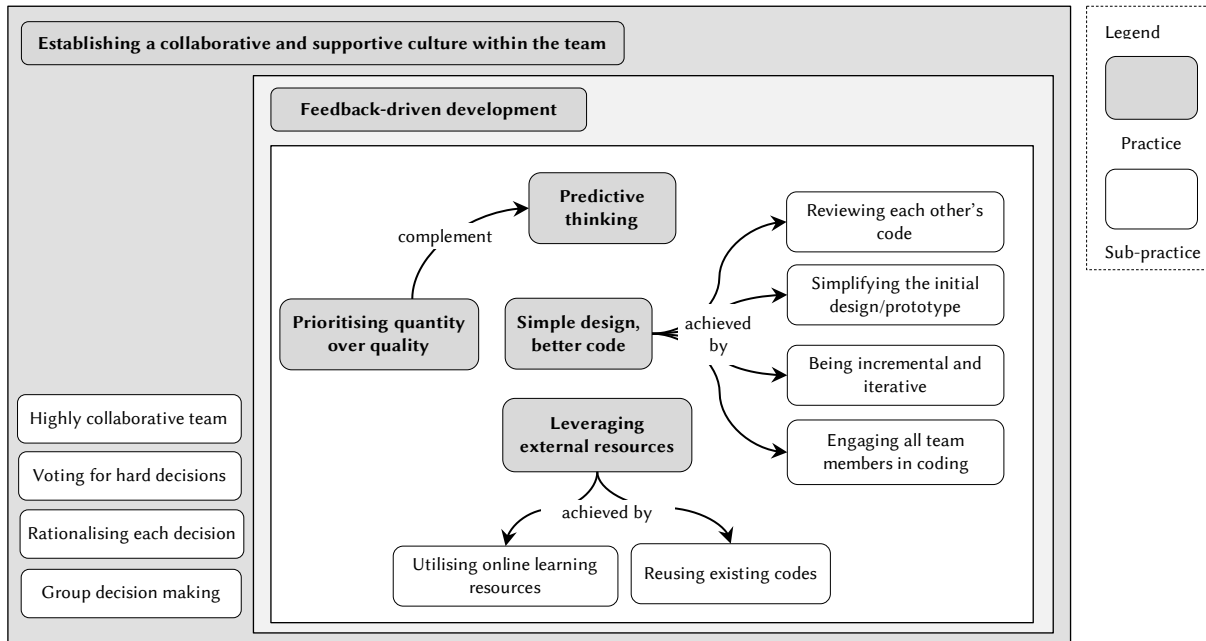 Establishing a collaborative and supportive culture within the team
Feedback-driven development
Predictive
thinking
complement
Prioritising quantity
over quality
Simple design,
better code
achieved
by
Reviewing each other's
code
Simplifying the initial
design/prototype
Being incremental and
iterative
Engaging all team
members in coding
Leveraging
external resources
achieved by
Utilising online learning
resources
Reusing existing codes
Highly collaborative team
Voting for hard decisions
Rationalising each decision
Group decision making
Legend
Practice
Sub-practice